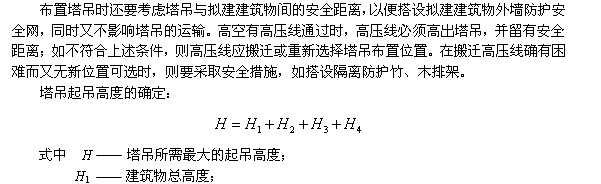 布置塔吊时还要考虑塔吊与拟建建筑物间的安全距离，以便搭设拟建建筑物外墙防护安
全网，同时又不影响塔吊的运输。高空有高压线通过时，高压线必须高出塔吊，并留有安全
距离；如不符合上述条件，则高压线应搬迁或重新选择塔吊布置位置。在搬迁高压线确有困
难而又无新位置可选时，则要采取安全措施，如搭设隔离防护竹、木排架。
塔吊起吊高度的确定：
H = H₁ + H₂ + H₃ + H₄
式中 H —— 塔吊所需最大的起吊高度；
H₁ —— 建筑物总高度；